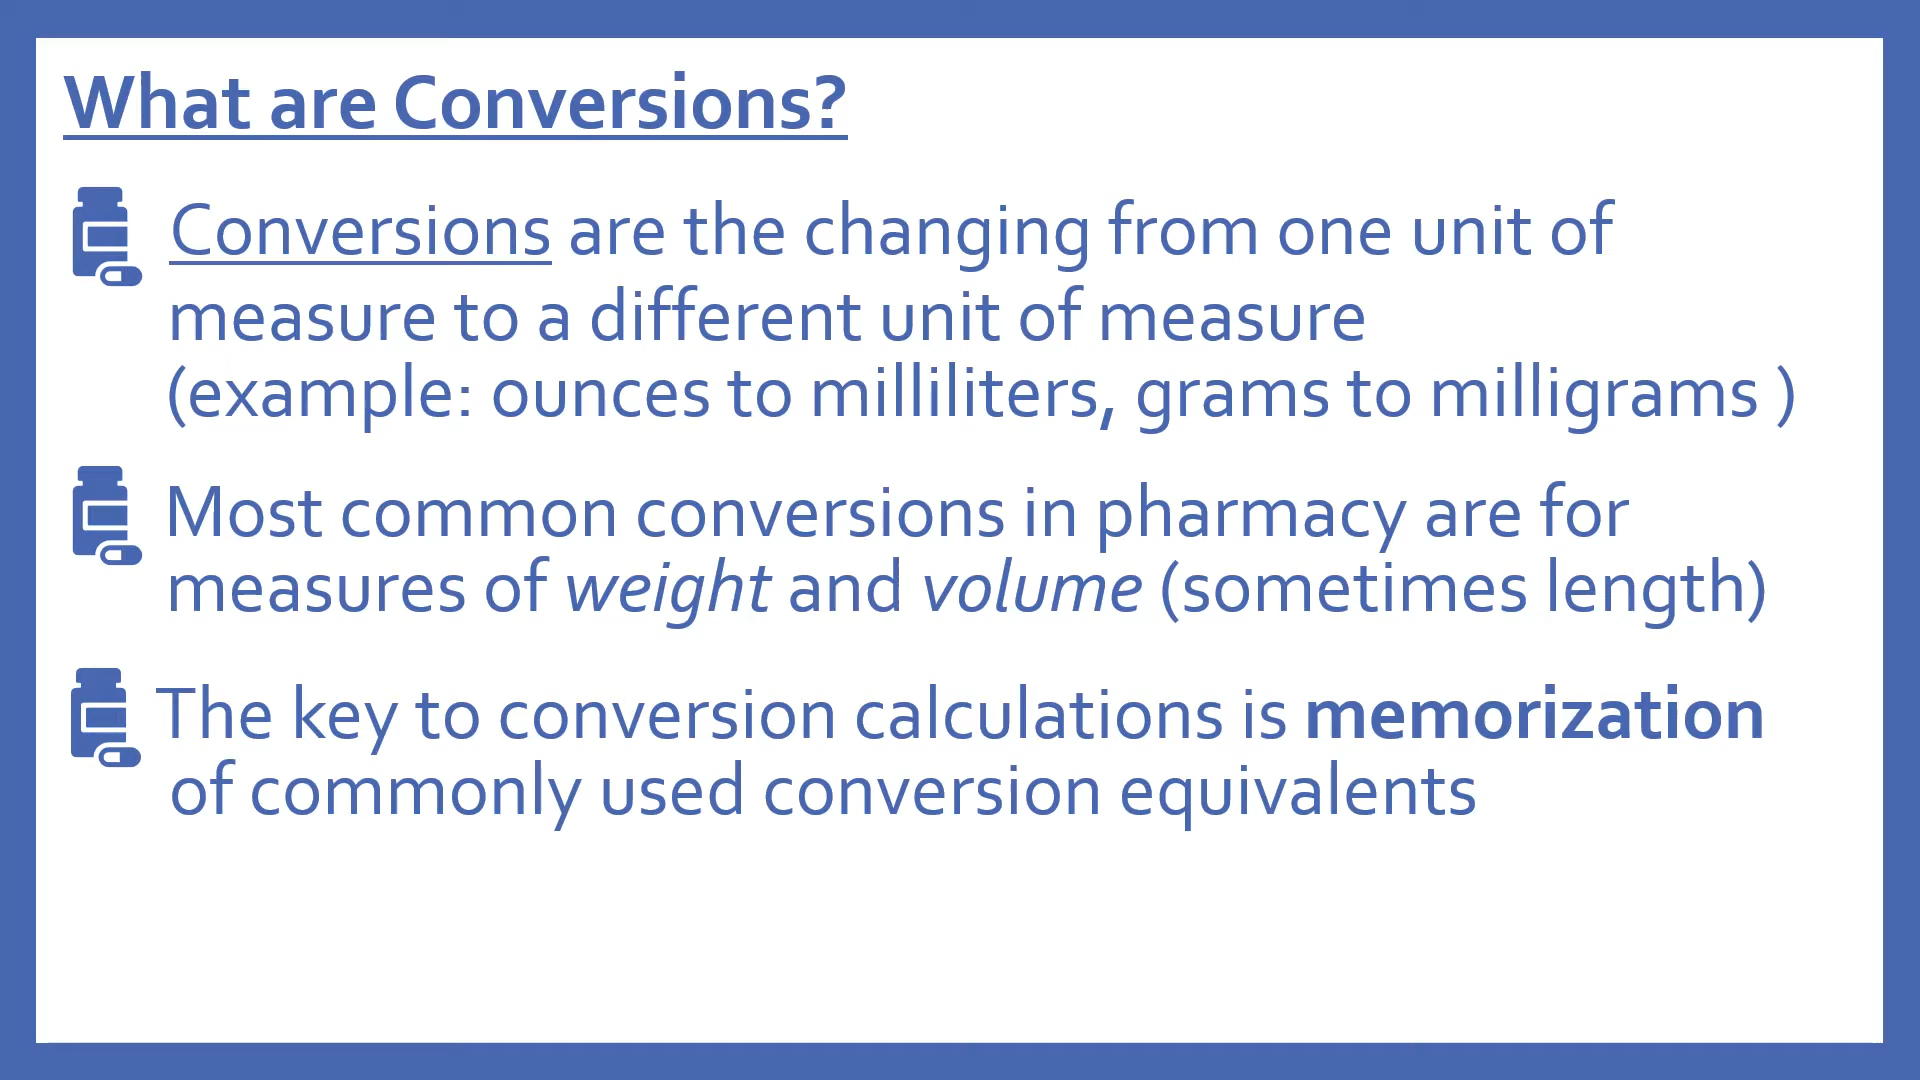 What are Conversions?
Conversions are the changing from one unit of
measure to a different unit of measure
(example: ounces to milliliters, grams to milligrams )
Most common conversions in pharmacy are for
measures of weight and volume (sometimes length)
The key to conversion calculations is memorization
of commonly used conversion equivalents